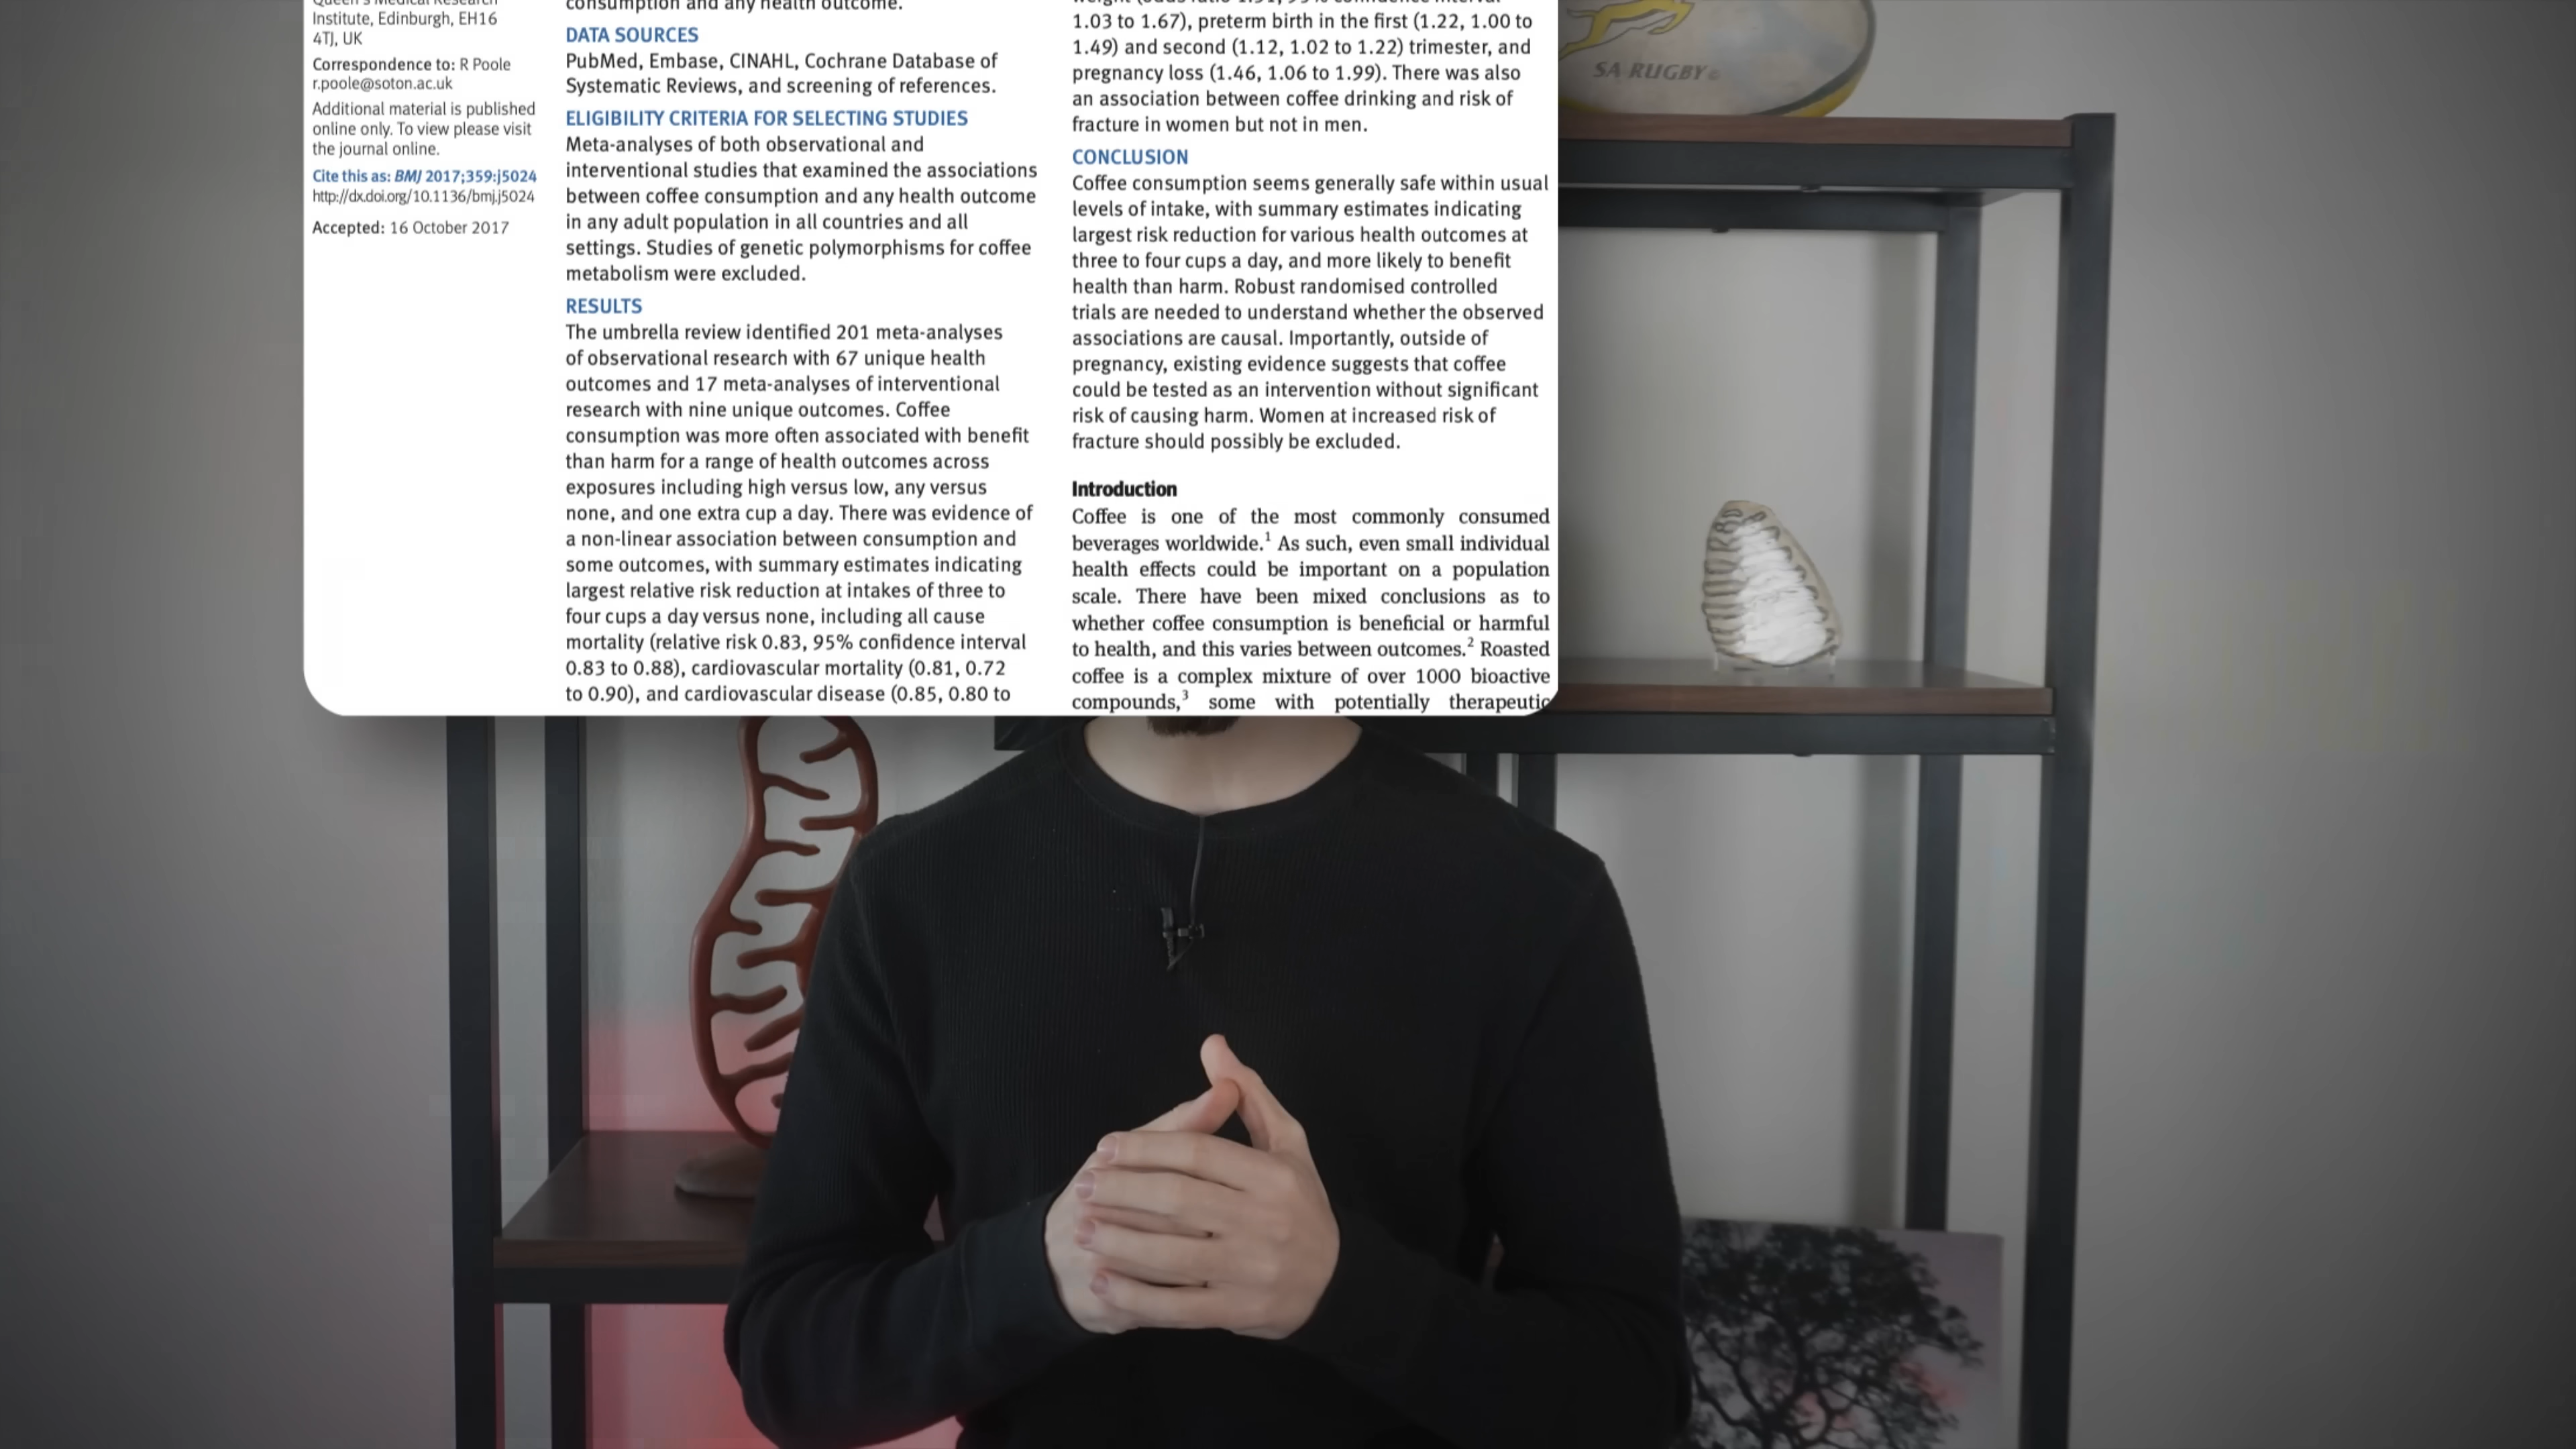 Institute, Edinburgh, EH16
4TJ, UK
Correspondence to: R Poole
r.poole@soton.ac.uk
Additional material is published
online only. To view please visit
the journal online.
Cite this as: BMJ 2017;359:j5024
http://dx.doi.org/10.1136/bmj.j5024
Accepted: 16 October 2017
consumption and any health outcome.
DATA SOURCES
PubMed, Embase, CINAHL, Cochrane Database of
Systematic Reviews, and screening of references.
ELIGIBILITY CRITERIA FOR SELECTING STUDIES
Meta-analyses of both observational and
interventional studies that examined the associations
between coffee consumption and any health outcome
in any adult population in all countries and all
settings. Studies of genetic polymorphisms for coffee
metabolism were excluded.
RESULTS
The umbrella review identified 201 meta-analyses
of observational research with 67 unique health
outcomes and 17 meta-analyses of interventional
research with nine unique outcomes. Coffee
consumption was more often associated with benefit
than harm for a range of health outcomes across
exposures including high versus low, any versus
none, and one extra cup a day. There was evidence of
a non-linear association between consumption and
some outcomes, with summary estimates indicating
largest relative risk reduction at intakes of three to
four cups a day versus none, including all cause
mortality (relative risk 0.83, 95% confidence interval
0.83 to 0.88), cardiovascular mortality (0.81, 0.72
to 0.90), and cardiovascular disease (0.85, 0.80 to
1.03 to 1.67), preterm birth in the first (1.22, 1.00 to
1.49) and second (1.12, 1.02 to 1.22) trimester, and
pregnancy loss (1.46, 1.06 to 1.99). There was also
an association between coffee drinking and risk of
fracture in women but not in men.
CONCLUSION
Coffee consumption seems generally safe within usual
levels of intake, with summary estimates indicating
largest risk reduction for various health outcomes at
three to four cups a day, and more likely to benefit
health than harm. Robust randomised controlled
trials are needed to understand whether the observed
associations are causal. Importantly, outside of
pregnancy, existing evidence suggests that coffee
could be tested as an intervention without significant
risk of causing harm. Women at increased risk of
fracture should possibly be excluded.
Introduction
Coffee is one of the most commonly consumed
beverages worldwide.1 As such, even small individual
health effects could be important on a population
scale. There have been mixed conclusions as to
whether coffee consumption is beneficial or harmful
to health, and this varies between outcomes.2 Roasted
coffee is a complex mixture of over 1000 bioactive
compounds,3 some with potentially therapeutic
SA RUGBY